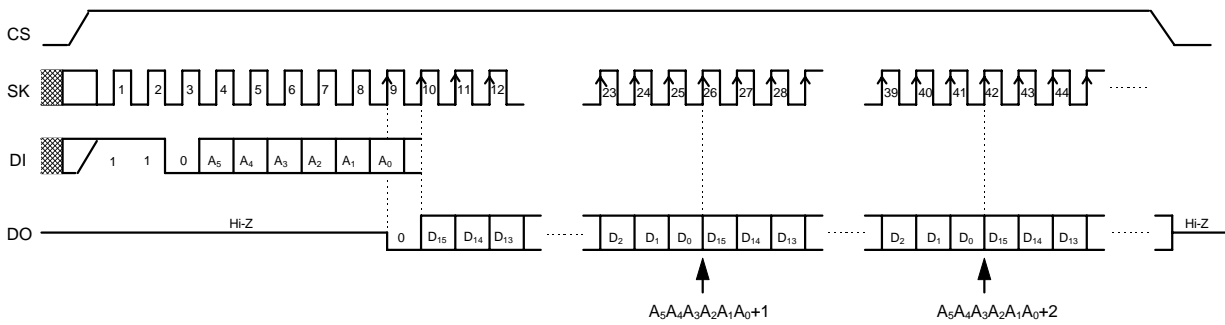 CS
SK 1 2 3 4 5 6 7 8 9 10 11 12 23 24 25 26 27 28 39 40 41 42 43 44
DI 1 1 0 A5 A4 A3 A2 A1 A0
DO Hi-Z 0 D15 D14 D13 D2 D1 D0 D15 D14 D13 D2 D1 D0 D15 D14 D13 Hi-Z
A5A4A3A2A1A0+1 A5A4A3A2A1A0+2